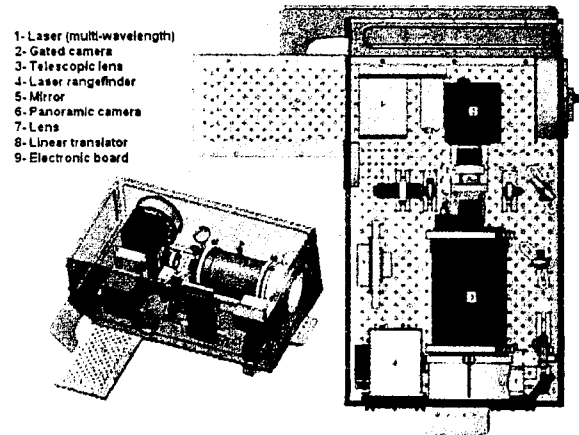 1- Laser (multi-wavelength)
2- Gated camera
3- Telescopic lens
4- Laser rangefinder
5- Mirror
6- Panoramic camera
7- Lens
8- Linear translator
9- Electronic board
4